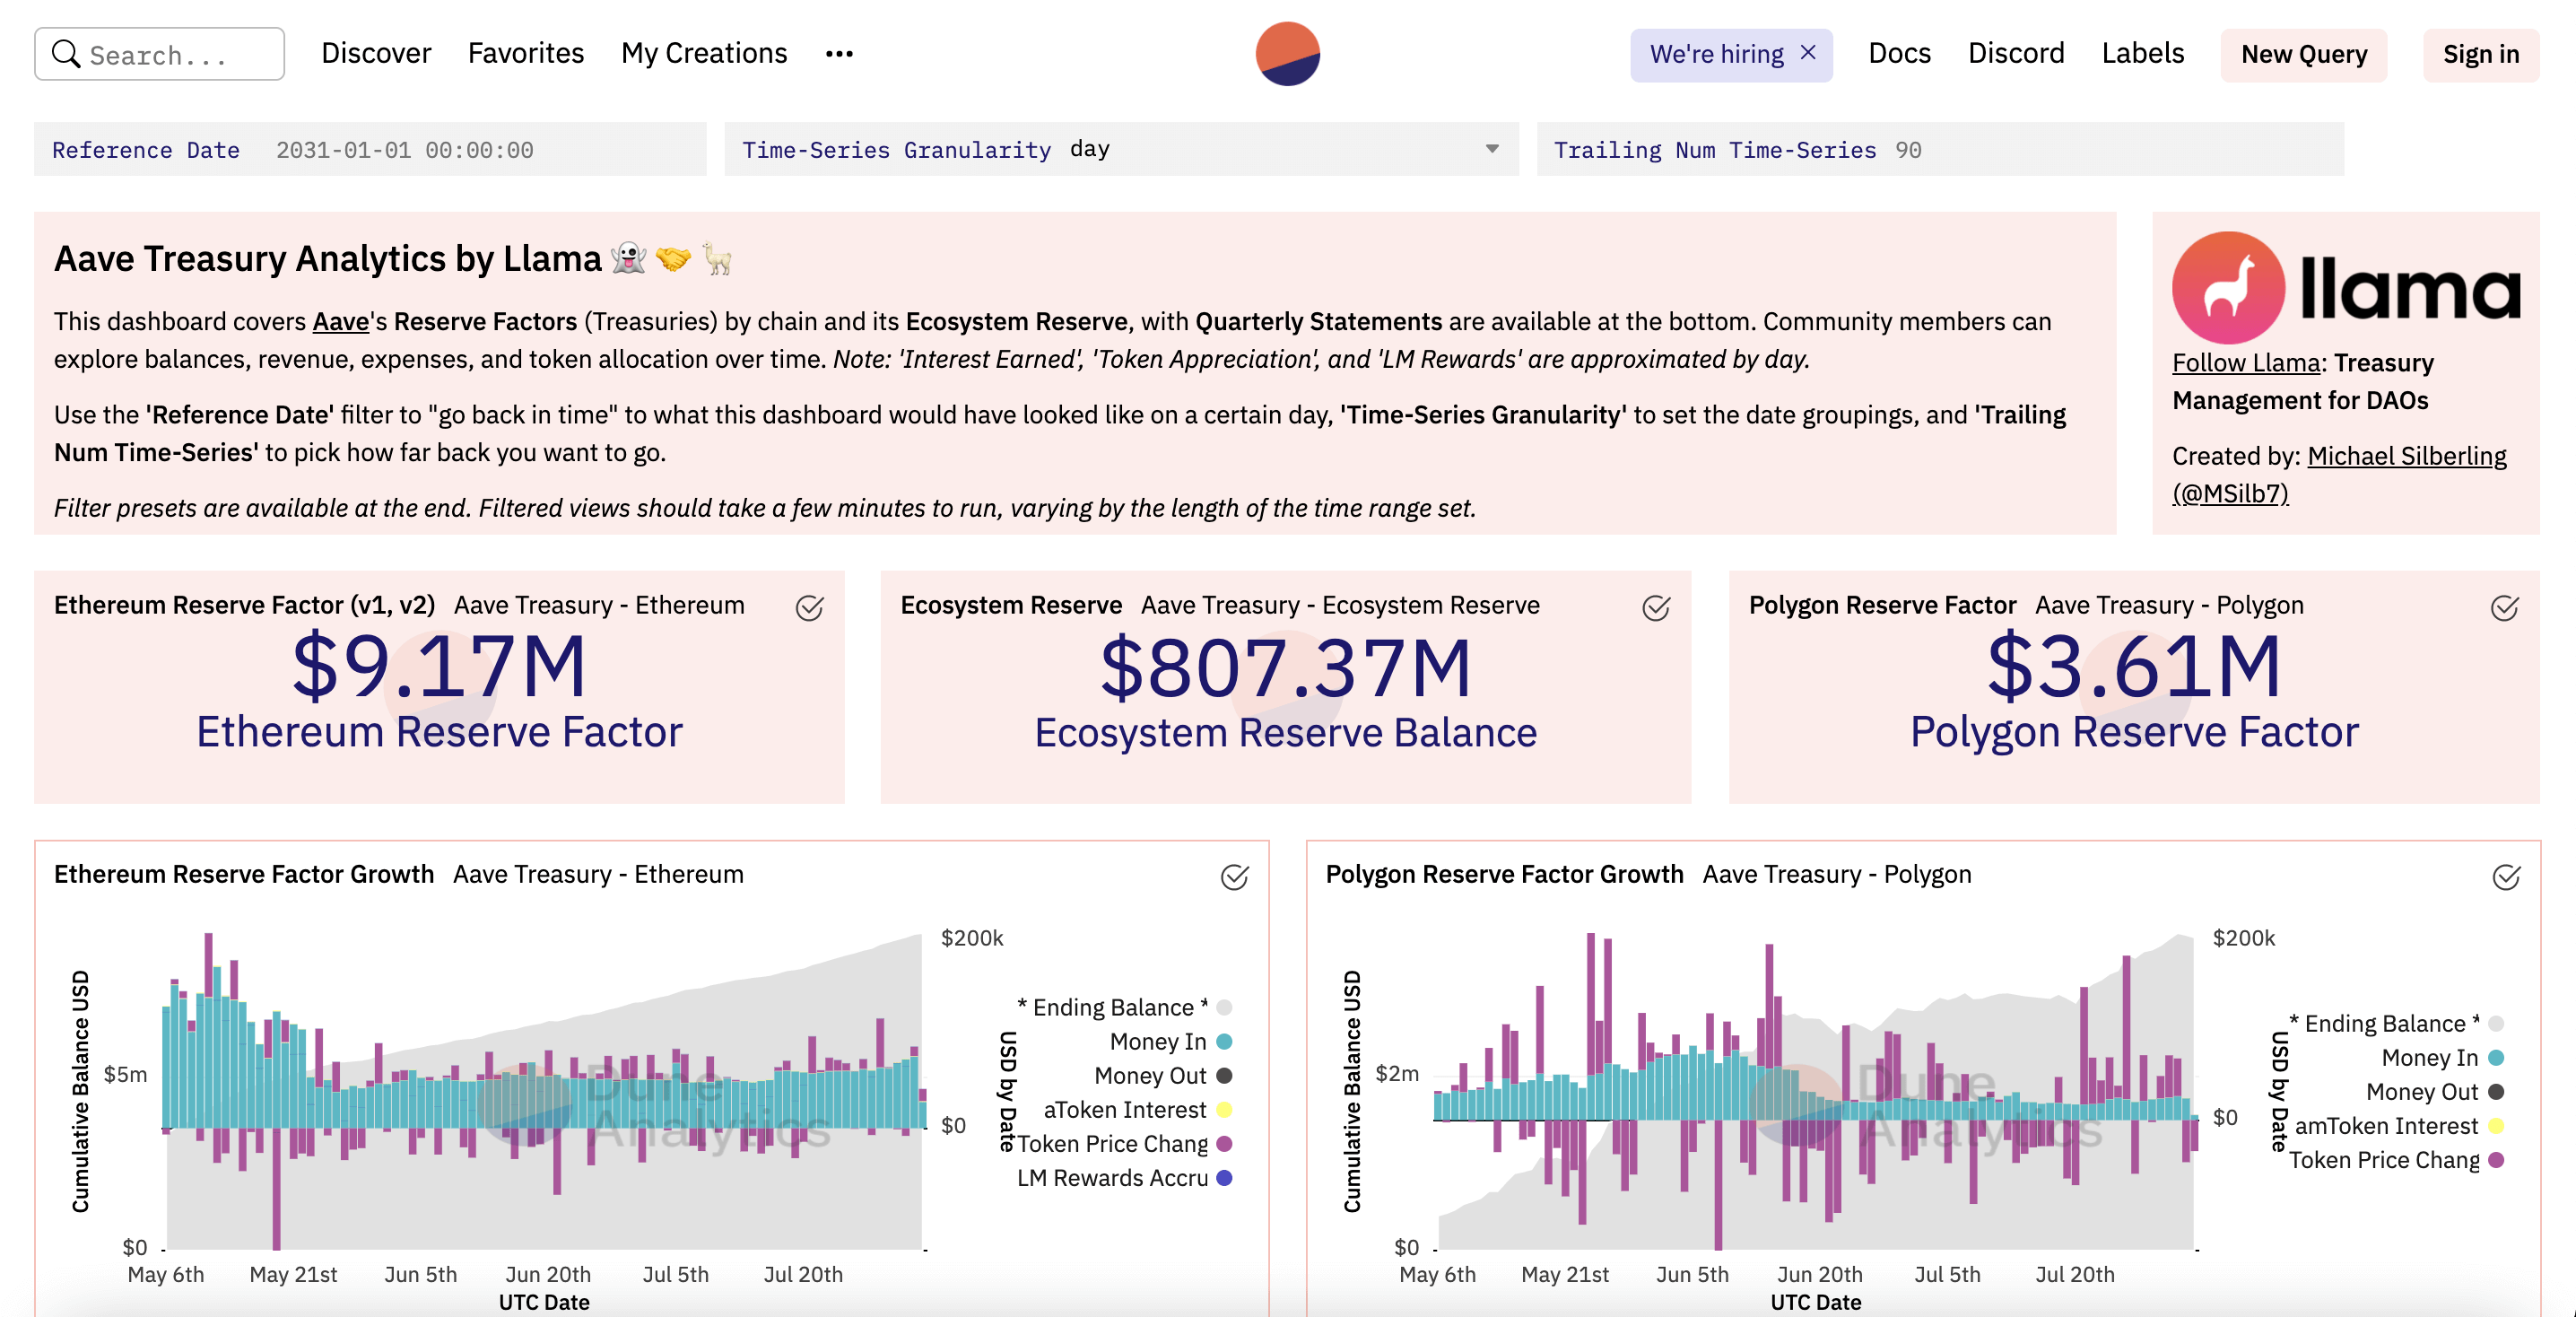 Search... Discover Favorites My Creations ••• We're hiring × Docs Discord Labels New Query Sign in
Reference Date 2031-01-01 00:00:00 Time-Series Granularity day Trailing Num Time-Series 90
Aave Treasury Analytics by Llama 👻 🤝 🦙
This dashboard covers Aave's Reserve Factors (Treasuries) by chain and its Ecosystem Reserve, with Quarterly Statements are available at the bottom. Community members can
explore balances, revenue, expenses, and token allocation over time. Note: 'Interest Earned', 'Token Appreciation', and 'LM Rewards' are approximated by day.
Use the 'Reference Date' filter to "go back in time" to what this dashboard would have looked like on a certain day, 'Time-Series Granularity' to set the date groupings, and 'Trailing
Num Time-Series' to pick how far back you want to go.
Filter presets are available at the end. Filtered views should take a few minutes to run, varying by the length of the time range set.
llama
Follow Llama: Treasury
Management for DAOs
Created by: Michael Silberling
(@MSilb7)
Ethereum Reserve Factor (v1, v2) Aave Treasury - Ethereum
$9.17M
Ethereum Reserve Factor
Ecosystem Reserve Aave Treasury - Ecosystem Reserve
$807.37M
Ecosystem Reserve Balance
Polygon Reserve Factor Aave Treasury - Polygon
$3.61M
Polygon Reserve Factor
Ethereum Reserve Factor Growth Aave Treasury - Ethereum
Cumulative Balance USD
$5m
$0
$200k
$0
USD by Date
* Ending Balance *
Money In
Money Out
aToken Interest
Token Price Chang
LM Rewards Accru
Dune
Analytics
May 6th May 21st Jun 5th Jun 20th Jul 5th Jul 20th
UTC Date
Polygon Reserve Factor Growth Aave Treasury - Polygon
Cumulative Balance USD
$2m
$0
$200k
$0
USD by Date
* Ending Balance *
Money In
Money Out
amToken Interest
Token Price Chang
Dune
Analytics
May 6th May 21st Jun 5th Jun 20th Jul 5th Jul 20th
UTC Date